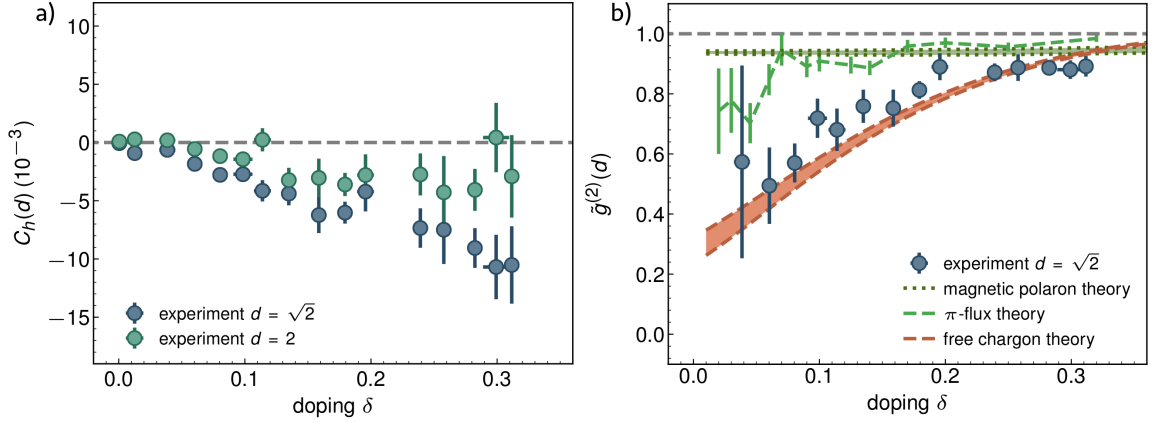 a)
C_h(d) (10⁻³)
10
5
0
−5
−10
−15
experiment d = √2
experiment d = 2
0.0 0.1 0.2 0.3
doping δ
b)
g̃⁽²⁾(d)
1.0
0.8
0.6
0.4
0.2
0.0
experiment d = √2
magnetic polaron theory
π-flux theory
free chargon theory
0.0 0.1 0.2 0.3
doping δ